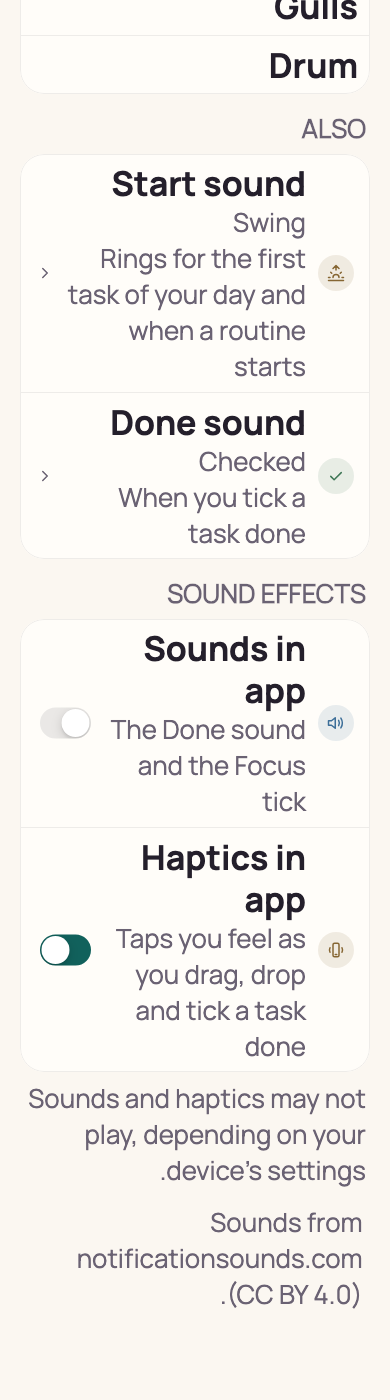 Gulls
Drum
ALSO
Start sound
Swing
Rings for the first
task of your day and
when a routine
starts
Done sound
Checked
When you tick a
task done
SOUND EFFECTS
Sounds in
app
The Done sound
and the Focus
tick
Haptics in
app
Taps you feel as
you drag, drop
and tick a task
done
Sounds and haptics may not
play, depending on your
.device's settings
Sounds from
notificationsounds.com
.(CC BY 4.0)